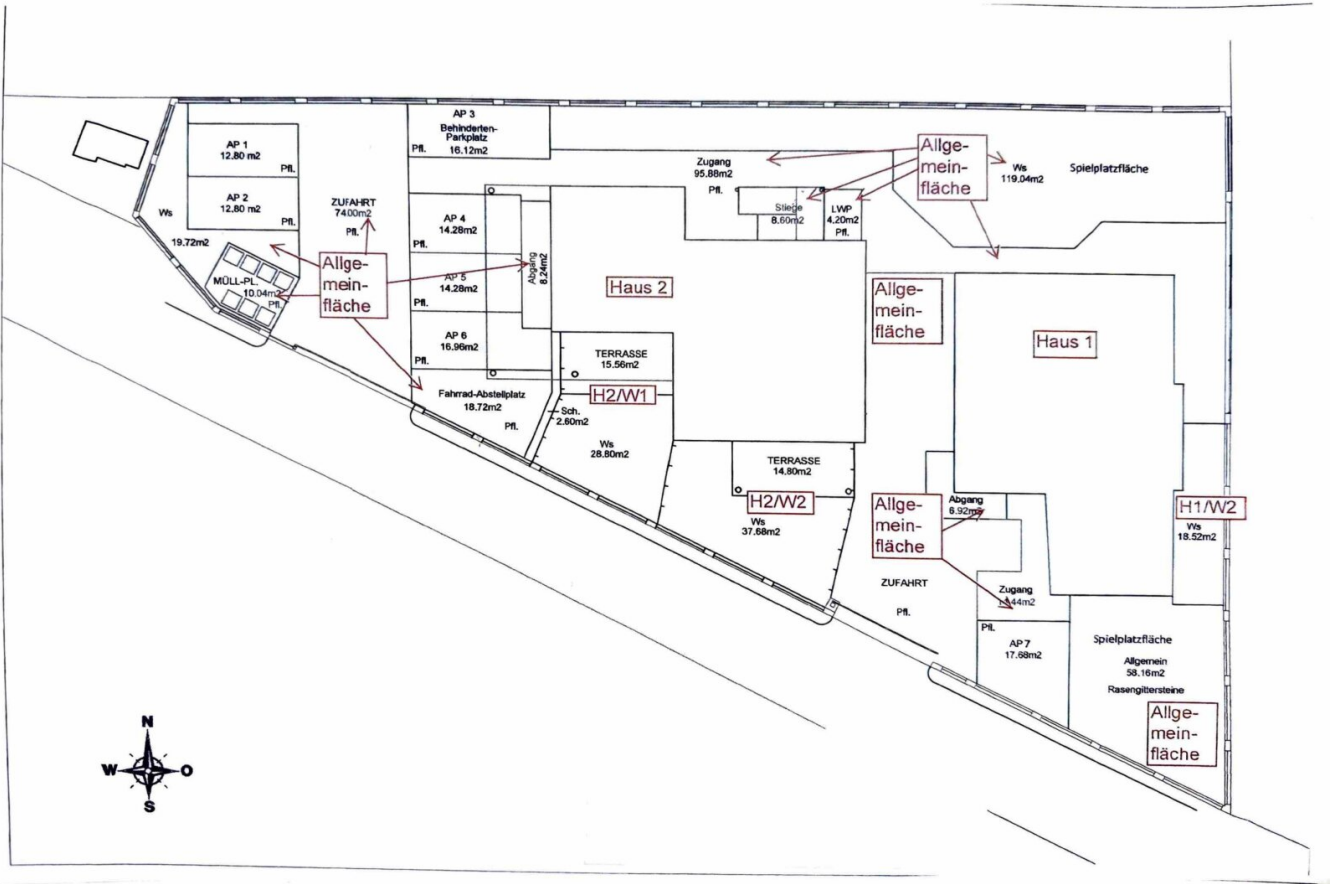 AP 1
12.80 m2
Pfl.
AP 2
12.80 m2
Pfl.
Ws
19.72m2
MÜLL-PL.
10.04m2
Pfl.
ZUFAHRT
74.00m2
Pfl.
Allge-
mein-
fläche
AP 3
Behinderten-
Parkplatz
16.12m2
Pfl.
AP 4
14.28m2
Pfl.
AP 5
14.28m2
Pfl.
AP 6
16.96m2
Pfl.
Abgang
8.24m2
Fahrrad-Abstellplatz
18.72m2
Pfl.
Haus 2
TERRASSE
15.56m2
H2/W1
Sch.
2.60m2
Ws
28.80m2
TERRASSE
14.80m2
H2/W2
Ws
37.68m2
Zugang
95.88m2
Pfl.
Stiege
8.60m2
LWP
4.20m2
Pfl.
Allge-
mein-
fläche
Ws
119.04m2
Spielplatzfläche
Allge-
mein-
fläche
Haus 1
Allge-
mein-
fläche
Abgang
6.92m2
ZUFAHRT
Pfl.
Zugang
Pfl.
AP 7
17.68m2
H1/W2
Ws
18.52m2
Spielplatzfläche
Allgemein
58.16m2
Rasengittersteine
Allge-
mein-
fläche
N
W
O
S